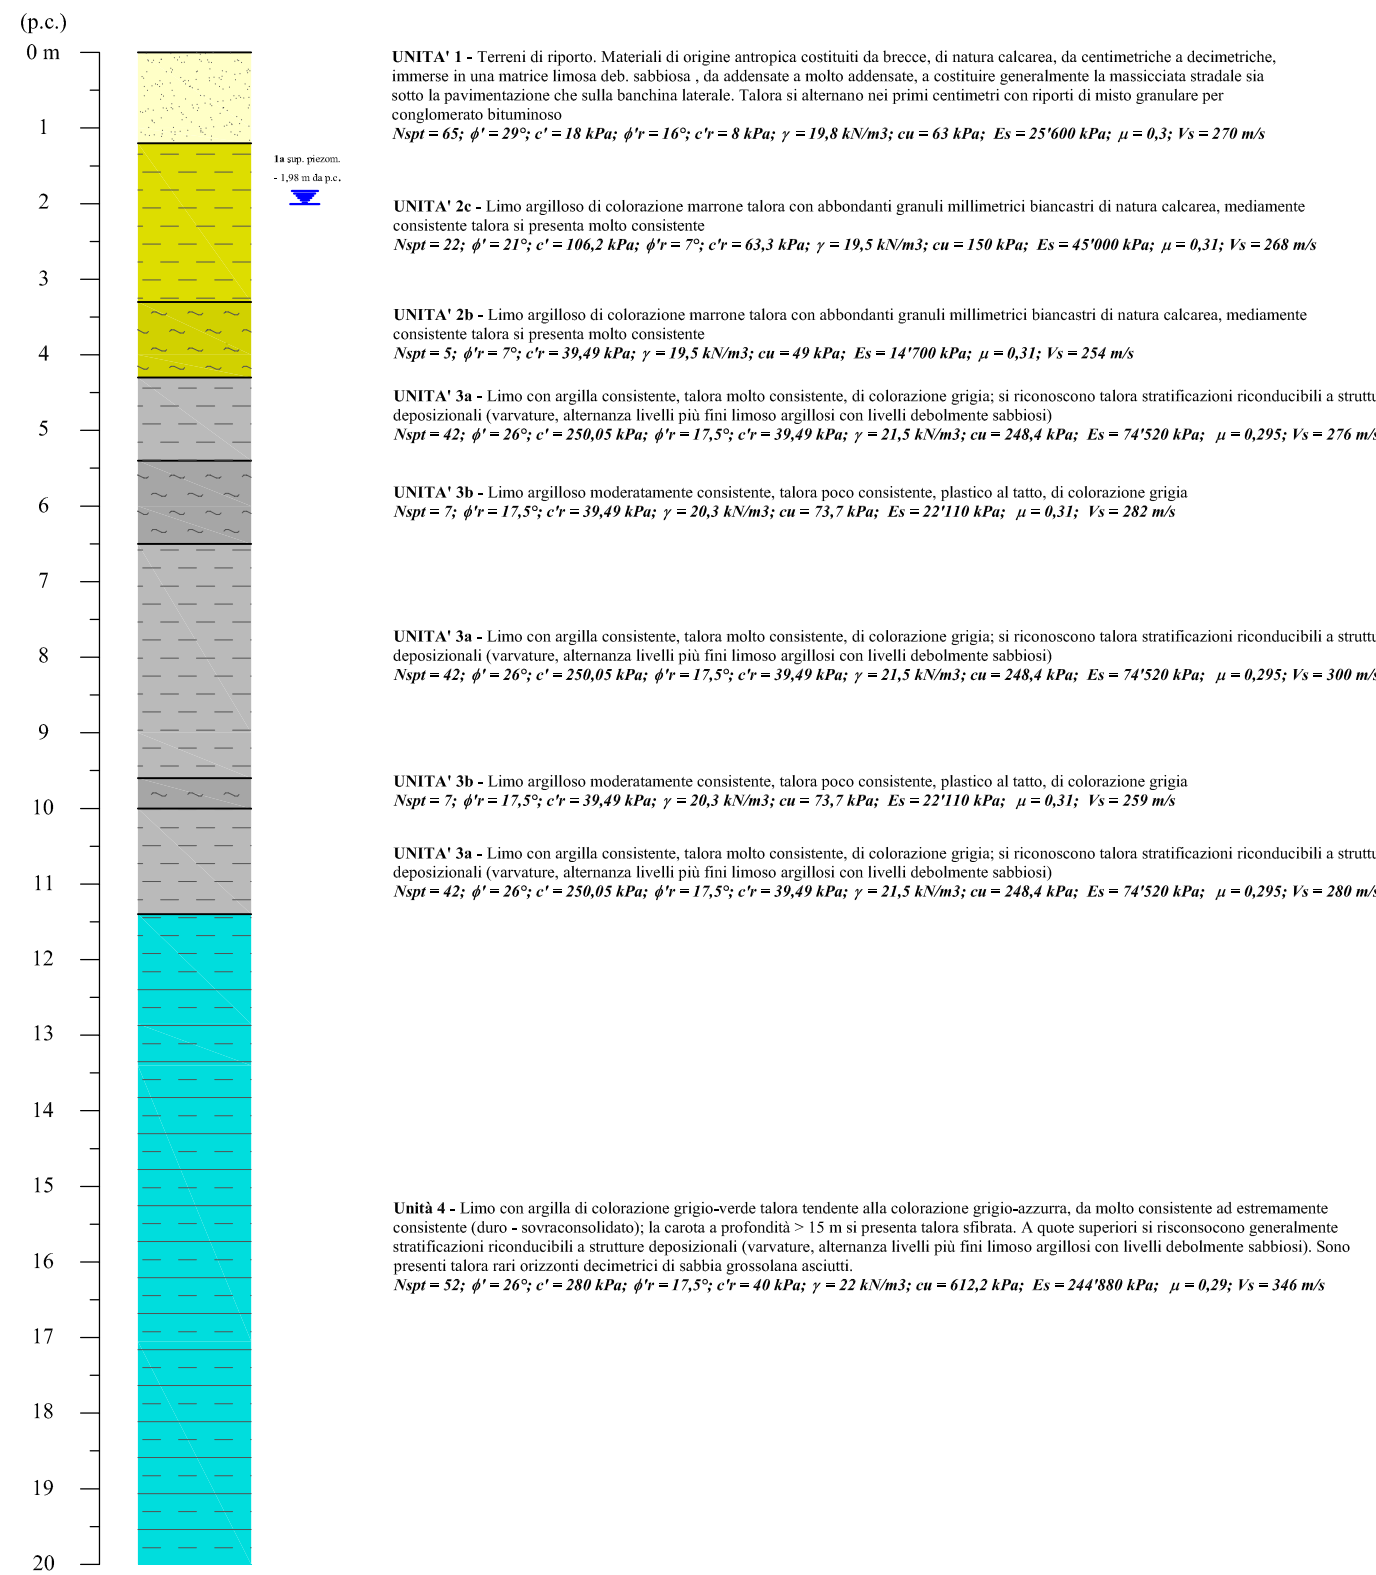 (p.c.)
0 m
UNITA' 1 - Terreni di riporto. Materiali di origine antropica costituiti da brecce, di natura calcarea, da centimetriche a decimetriche,
immerse in una matrice limosa deb. sabbiosa , da addensate a molto addensate, a costituire generalmente la massicciata stradale sia
sotto la pavimentazione che sulla banchina laterale. Talora si alternano nei primi centimetri con riporti di misto granulare per
conglomerato bituminoso
Nspt = 65; ϕ' = 29°; c' = 18 kPa; ϕ'r = 16°; c'r = 8 kPa; γ = 19,8 kN/m3; cu = 63 kPa; Es = 25'600 kPa; μ = 0,3; Vs = 270 m/s
1
1a sup. piezom.
- 1,98 m da p.c.
2
UNITA' 2c - Limo argilloso di colorazione marrone talora con abbondanti granuli millimetrici biancastri di natura calcarea, mediamente
consistente talora si presenta molto consistente
Nspt = 22; ϕ' = 21°; c' = 106,2 kPa; ϕ'r = 7°; c'r = 63,3 kPa; γ = 19,5 kN/m3; cu = 150 kPa; Es = 45'000 kPa; μ = 0,31; Vs = 268 m/s
3
UNITA' 2b - Limo argilloso di colorazione marrone talora con abbondanti granuli millimetrici biancastri di natura calcarea, mediamente
consistente talora si presenta molto consistente
Nspt = 5; ϕ'r = 7°; c'r = 39,49 kPa; γ = 19,5 kN/m3; cu = 49 kPa; Es = 14'700 kPa; μ = 0,31; Vs = 254 m/s
4
UNITA' 3a - Limo con argilla consistente, talora molto consistente, di colorazione grigia; si riconoscono talora stratificazioni riconducibili a struttu
deposizionali (varvature, alternanza livelli più fini limoso argillosi con livelli debolmente sabbiosi)
Nspt = 42; ϕ' = 26°; c' = 250,05 kPa; ϕ'r = 17,5°; c'r = 39,49 kPa; γ = 21,5 kN/m3; cu = 248,4 kPa; Es = 74'520 kPa; μ = 0,295; Vs = 276 m/s
5
UNITA' 3b - Limo argilloso moderatamente consistente, talora poco consistente, plastico al tatto, di colorazione grigia
Nspt = 7; ϕ'r = 17,5°; c'r = 39,49 kPa; γ = 20,3 kN/m3; cu = 73,7 kPa; Es = 22'110 kPa; μ = 0,31; Vs = 282 m/s
6
7
UNITA' 3a - Limo con argilla consistente, talora molto consistente, di colorazione grigia; si riconoscono talora stratificazioni riconducibili a struttu
deposizionali (varvature, alternanza livelli più fini limoso argillosi con livelli debolmente sabbiosi)
Nspt = 42; ϕ' = 26°; c' = 250,05 kPa; ϕ'r = 17,5°; c'r = 39,49 kPa; γ = 21,5 kN/m3; cu = 248,4 kPa; Es = 74'520 kPa; μ = 0,295; Vs = 300 m/s
8
9
UNITA' 3b - Limo argilloso moderatamente consistente, talora poco consistente, plastico al tatto, di colorazione grigia
Nspt = 7; ϕ'r = 17,5°; c'r = 39,49 kPa; γ = 20,3 kN/m3; cu = 73,7 kPa; Es = 22'110 kPa; μ = 0,31; Vs = 259 m/s
10
UNITA' 3a - Limo con argilla consistente, talora molto consistente, di colorazione grigia; si riconoscono talora stratificazioni riconducibili a struttu
deposizionali (varvature, alternanza livelli più fini limoso argillosi con livelli debolmente sabbiosi)
Nspt = 42; ϕ' = 26°; c' = 250,05 kPa; ϕ'r = 17,5°; c'r = 39,49 kPa; γ = 21,5 kN/m3; cu = 248,4 kPa; Es = 74'520 kPa; μ = 0,295; Vs = 280 m/s
11
12
13
14
15
Unità 4 - Limo con argilla di colorazione grigio-verde talora tendente alla colorazione grigio-azzurra, da molto consistente ad estremamente
consistente (duro - sovraconsolidato); la carota a profondità > 15 m si presenta talora sfibrata. A quote superiori si risconsocono generalmente
stratificazioni riconducibili a strutture deposizionali (varvature, alternanza livelli più fini limoso argillosi con livelli debolmente sabbiosi). Sono
presenti talora rari orizzonti decimetrici di sabbia grossolana asciutti.
Nspt = 52; ϕ' = 26°; c' = 280 kPa; ϕ'r = 17,5°; c'r = 40 kPa; γ = 22 kN/m3; cu = 612,2 kPa; Es = 244'880 kPa; μ = 0,29; Vs = 346 m/s
16
17
18
19
20